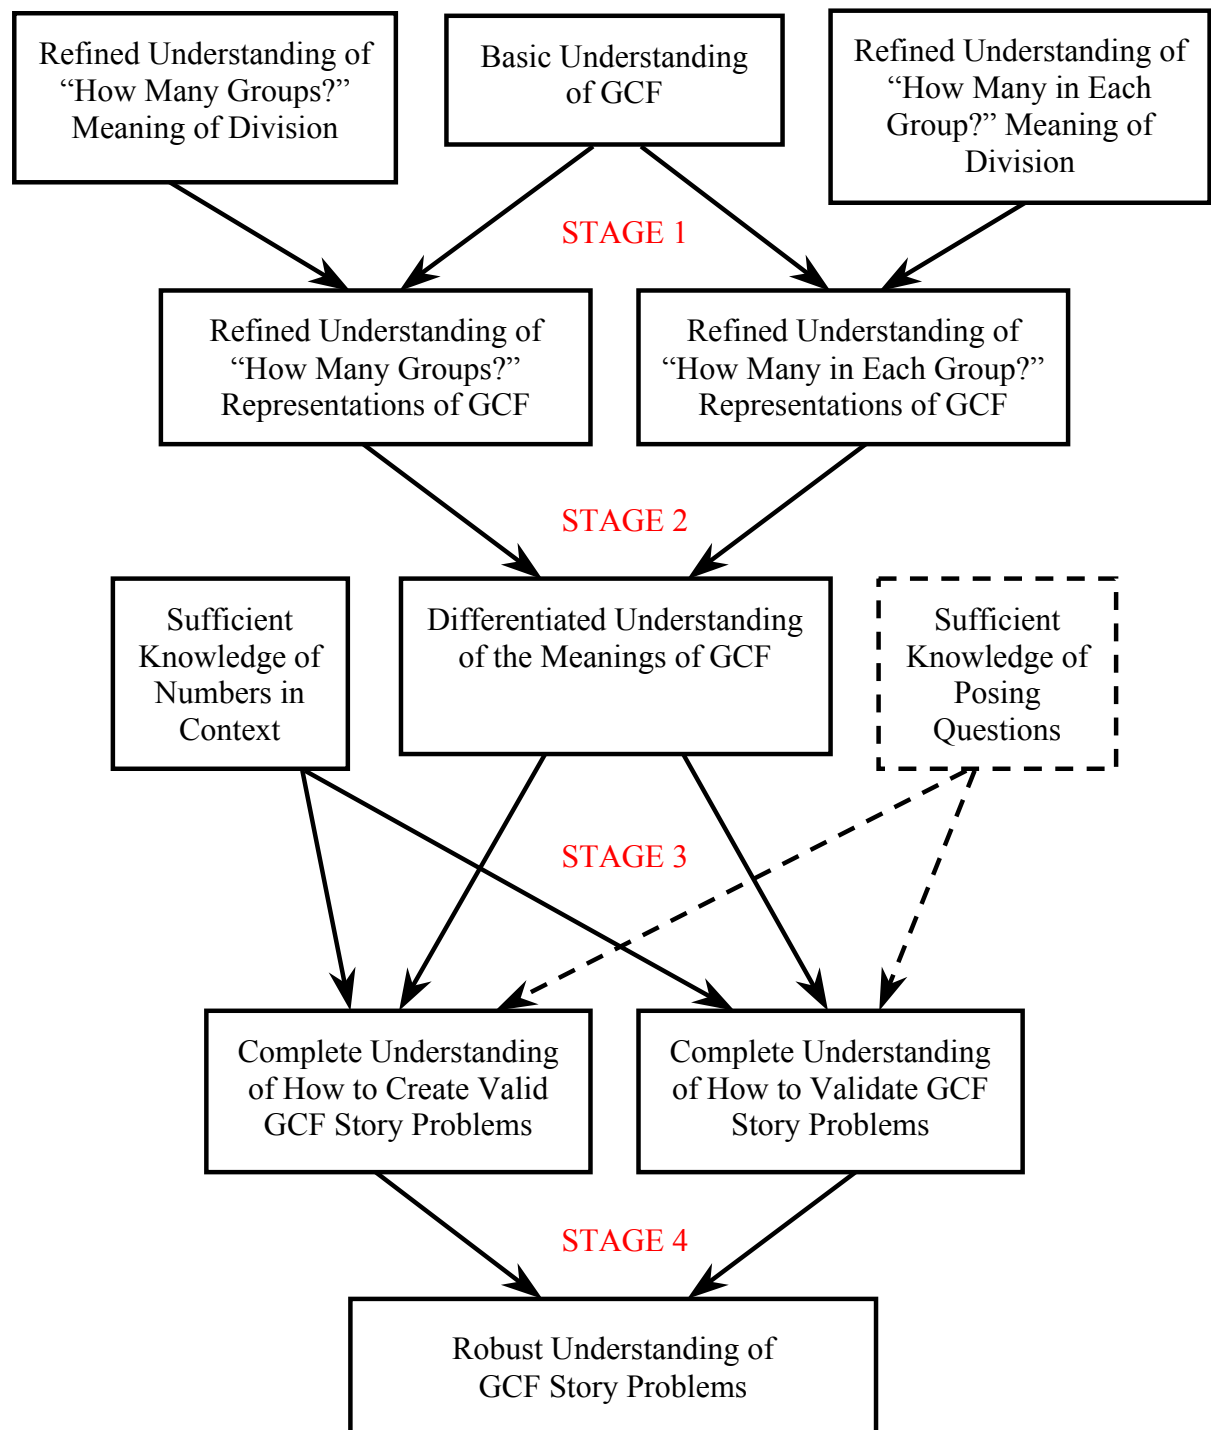 Refined Understanding of
“How Many Groups?”
Meaning of Division
Basic Understanding
of GCF
Refined Understanding of
“How Many in Each
Group?” Meaning of
Division
STAGE 1
Refined Understanding of
“How Many Groups?”
Representations of GCF
Refined Understanding of
“How Many in Each Group?”
Representations of GCF
STAGE 2
Sufficient
Knowledge of
Numbers in
Context
Differentiated Understanding
of the Meanings of GCF
Sufficient
Knowledge of
Posing
Questions
STAGE 3
Complete Understanding
of How to Create Valid
GCF Story Problems
Complete Understanding
of How to Validate GCF
Story Problems
STAGE 4
Robust Understanding of
GCF Story Problems